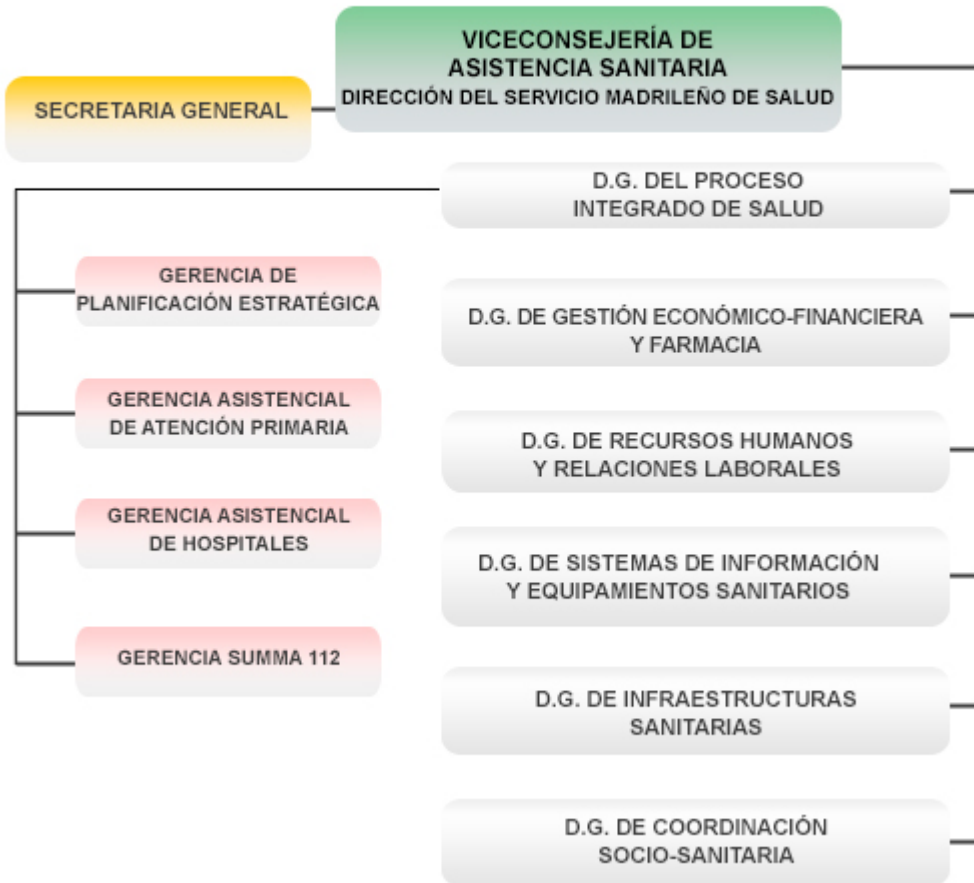 VICECONSEJERÍA DE
ASISTENCIA SANITARIA
DIRECCIÓN DEL SERVICIO MADRILEÑO DE SALUD
SECRETARIA GENERAL
D.G. DEL PROCESO
INTEGRADO DE SALUD
GERENCIA DE
PLANIFICACIÓN ESTRATÉGICA
GERENCIA ASISTENCIAL
DE ATENCIÓN PRIMARIA
GERENCIA ASISTENCIAL
DE HOSPITALES
GERENCIA SUMMA 112
D.G. DE GESTIÓN ECONÓMICO-FINANCIERA
Y FARMACIA
D.G. DE RECURSOS HUMANOS
Y RELACIONES LABORALES
D.G. DE SISTEMAS DE INFORMACIÓN
Y EQUIPAMIENTOS SANITARIOS
D.G. DE INFRAESTRUCTURAS
SANITARIAS
D.G. DE COORDINACIÓN
SOCIO-SANITARIA